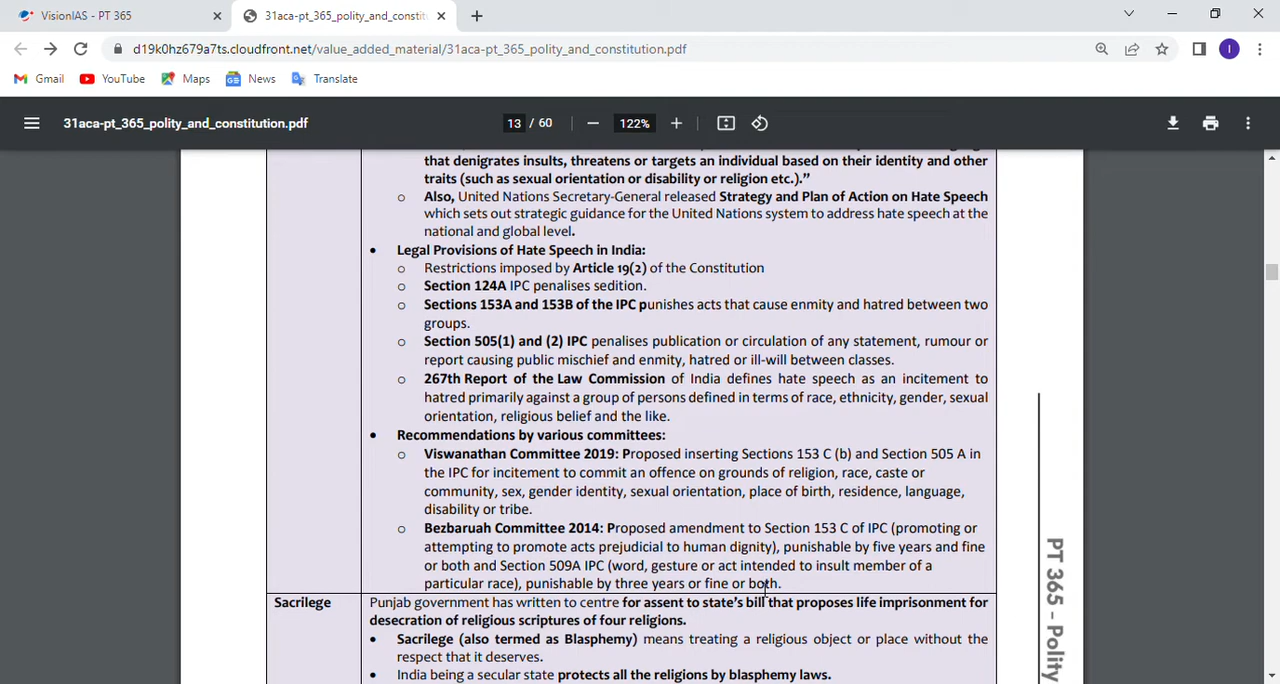 VisionIAS - PT 365
31aca-pt_365_polity_and_constit
d19k0hz679a7ts.cloudfront.net/value_added_material/31aca-pt_365_polity_and_constitution.pdf
I
Gmail YouTube Maps News Translate
31aca-pt_365_polity_and_constitution.pdf 13 / 60 122%
that denigrates insults, threatens or targets an individual based on their identity and other
traits (such as sexual orientation or disability or religion etc.)."
o Also, United Nations Secretary-General released Strategy and Plan of Action on Hate Speech
which sets out strategic guidance for the United Nations system to address hate speech at the
national and global level.
• Legal Provisions of Hate Speech in India:
o Restrictions imposed by Article 19(2) of the Constitution
o Section 124A IPC penalises sedition.
o Sections 153A and 153B of the IPC punishes acts that cause enmity and hatred between two
groups.
o Section 505(1) and (2) IPC penalises publication or circulation of any statement, rumour or
report causing public mischief and enmity, hatred or ill-will between classes.
o 267th Report of the Law Commission of India defines hate speech as an incitement to
hatred primarily against a group of persons defined in terms of race, ethnicity, gender, sexual
orientation, religious belief and the like.
• Recommendations by various committees:
o Viswanathan Committee 2019: Proposed inserting Sections 153 C (b) and Section 505 A in
the IPC for incitement to commit an offence on grounds of religion, race, caste or
community, sex, gender identity, sexual orientation, place of birth, residence, language,
disability or tribe.
o Bezbaruah Committee 2014: Proposed amendment to Section 153 C of IPC (promoting or
attempting to promote acts prejudicial to human dignity), punishable by five years and fine
or both and Section 509A IPC (word, gesture or act intended to insult member of a
particular race), punishable by three years or fine or both.
Sacrilege
Punjab government has written to centre for assent to state's bill that proposes life imprisonment for
desecration of religious scriptures of four religions.
• Sacrilege (also termed as Blasphemy) means treating a religious object or place without the
respect that it deserves.
• India being a secular state protects all the religions by blasphemy laws.
PT 365 - Polity